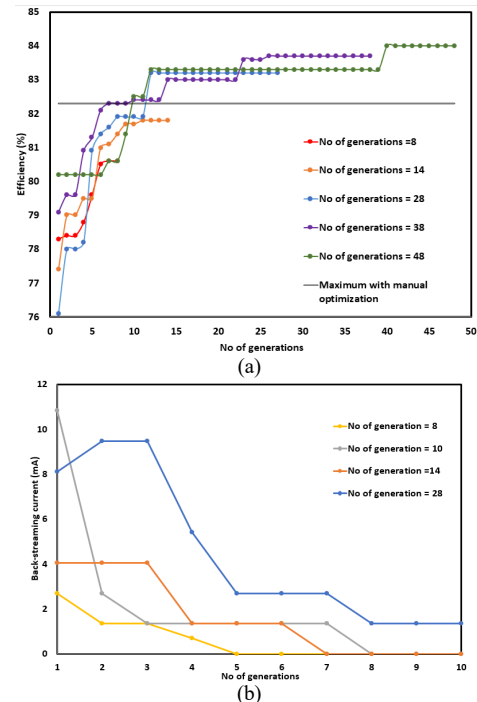 85
84
83
82
81
80
79
78
77
76
Efficiency (%)
No of generations =8
No of generations = 14
No of generations = 28
No of generations = 38
No of generations = 48
Maximum with manual
optimization
0 5 10 15 20 25 30 35 40 45 50
No of generations
(a)
12
10
8
6
4
2
0
Back-streaming current (mA)
No of generation = 8
No of generation = 10
No of generation =14
No of generation = 28
1 2 3 4 5 6 7 8 9 10
No of generations
(b)